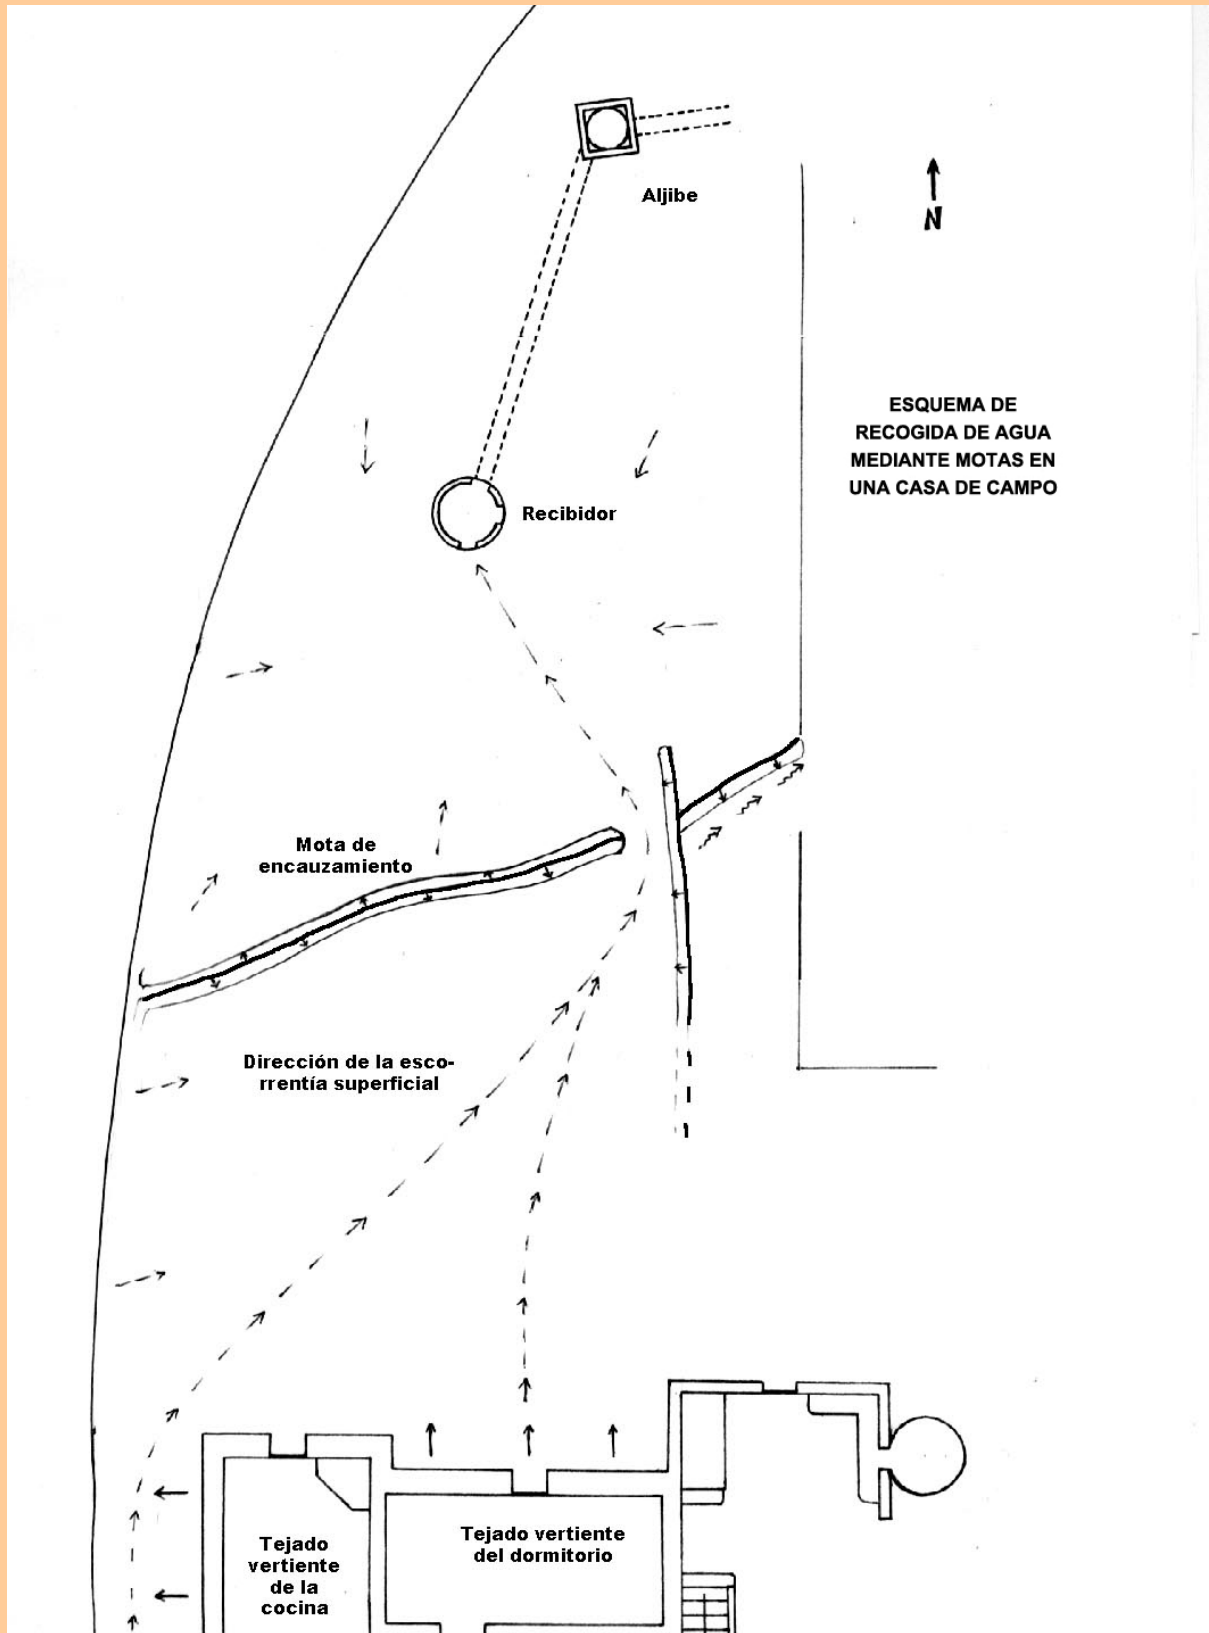 Aljibe
N
ESQUEMA DE
RECOGIDA DE AGUA
MEDIANTE MOTAS EN
UNA CASA DE CAMPO
Recibidor
Mota de
encauzamiento
Dirección de la esco-
rrentía superficial
Tejado vertiente
del dormitorio
Tejado
vertiente
de la
cocina